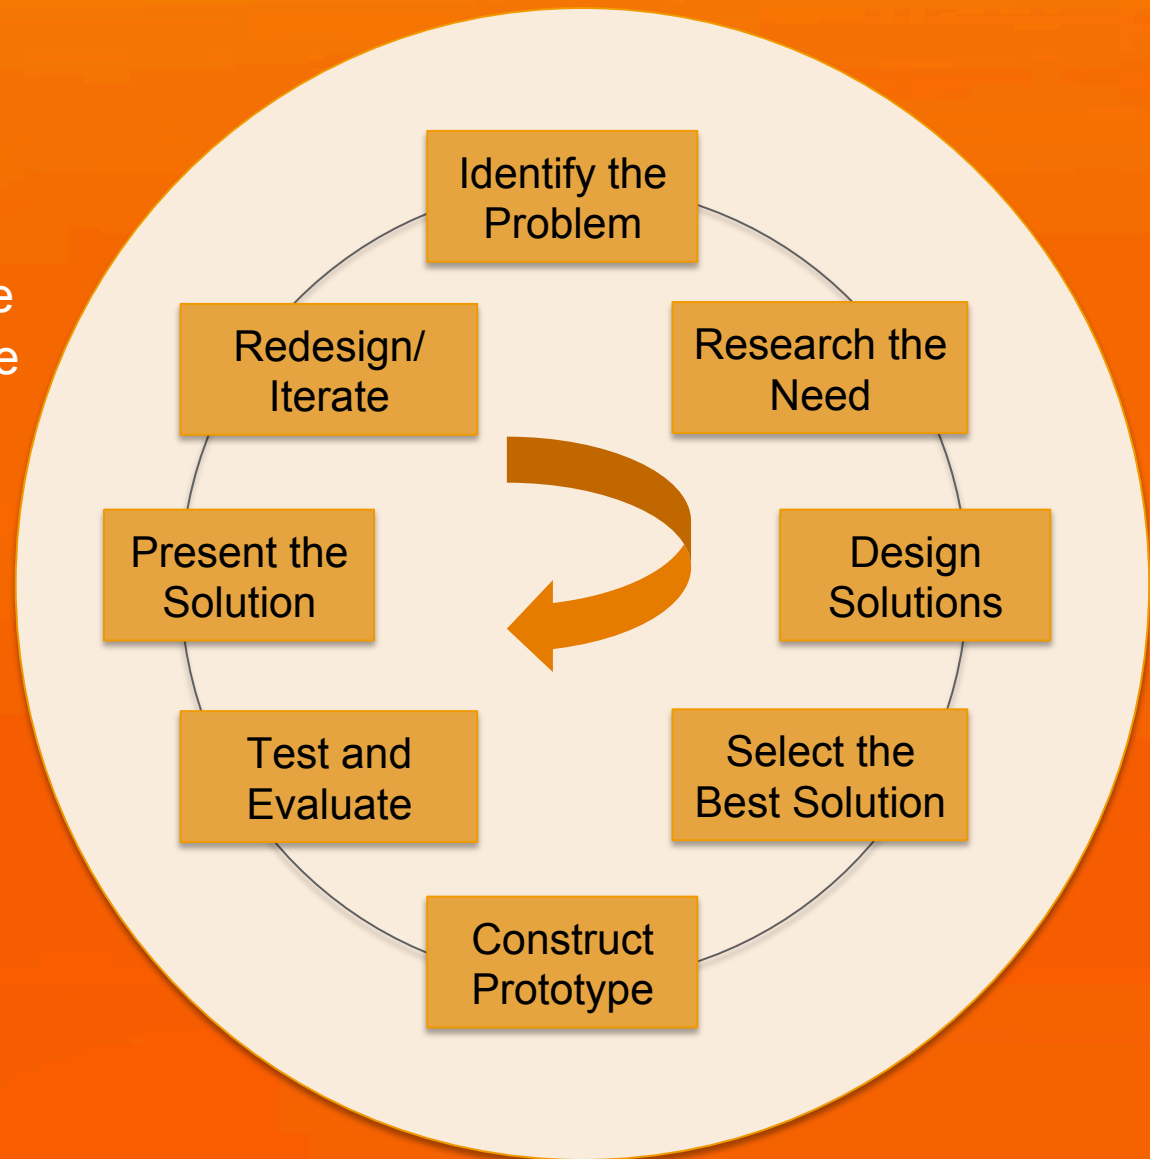 Identify the
Problem
Research the
Need
Design
Solutions
Select the
Best Solution
Construct
Prototype
Test and
Evaluate
Present the
Solution
Redesign/
Iterate
e
e